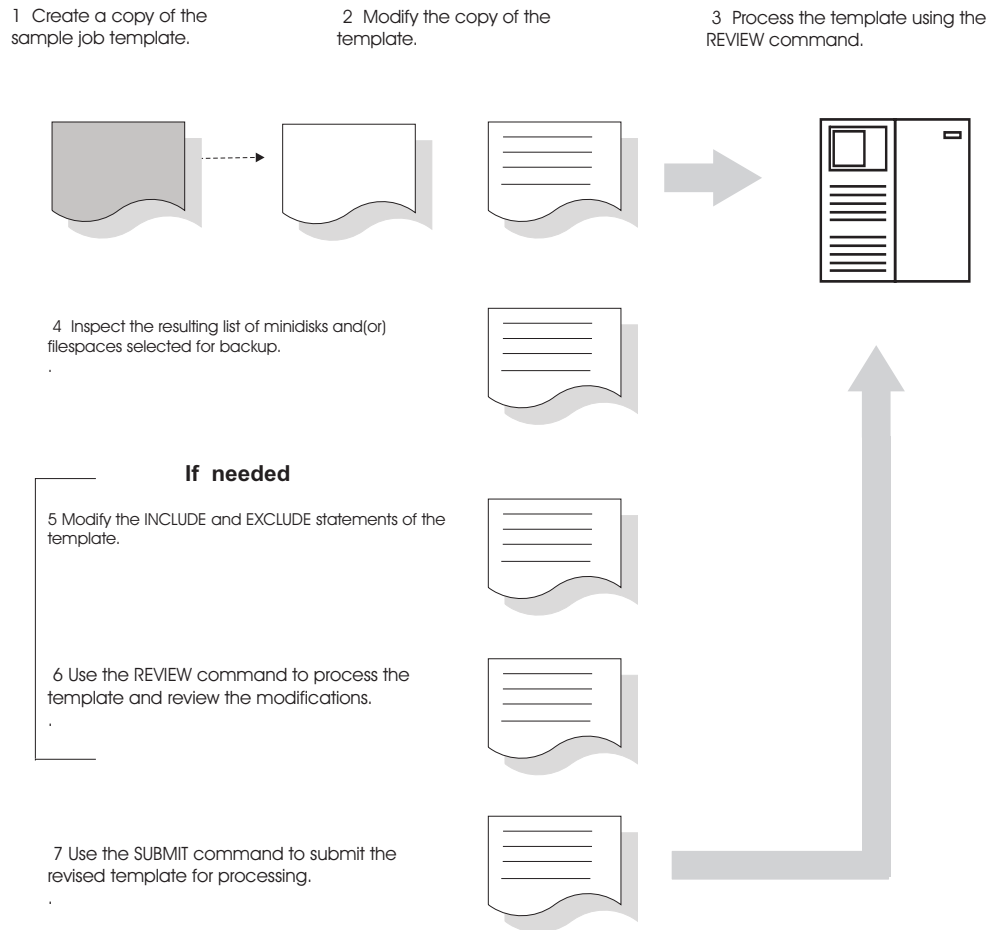 1 Create a copy of the
sample job template.
2 Modify the copy of the
template.
3 Process the template using the
REVIEW command.
4 Inspect the resulting list of minidisks and(or)
filespaces selected for backup.
.
If needed
5 Modify the INCLUDE and EXCLUDE statements of the
template.
6 Use the REVIEW command to process the
template and review the modifications.
.
7 Use the SUBMIT command to submit the
revised template for processing.
.